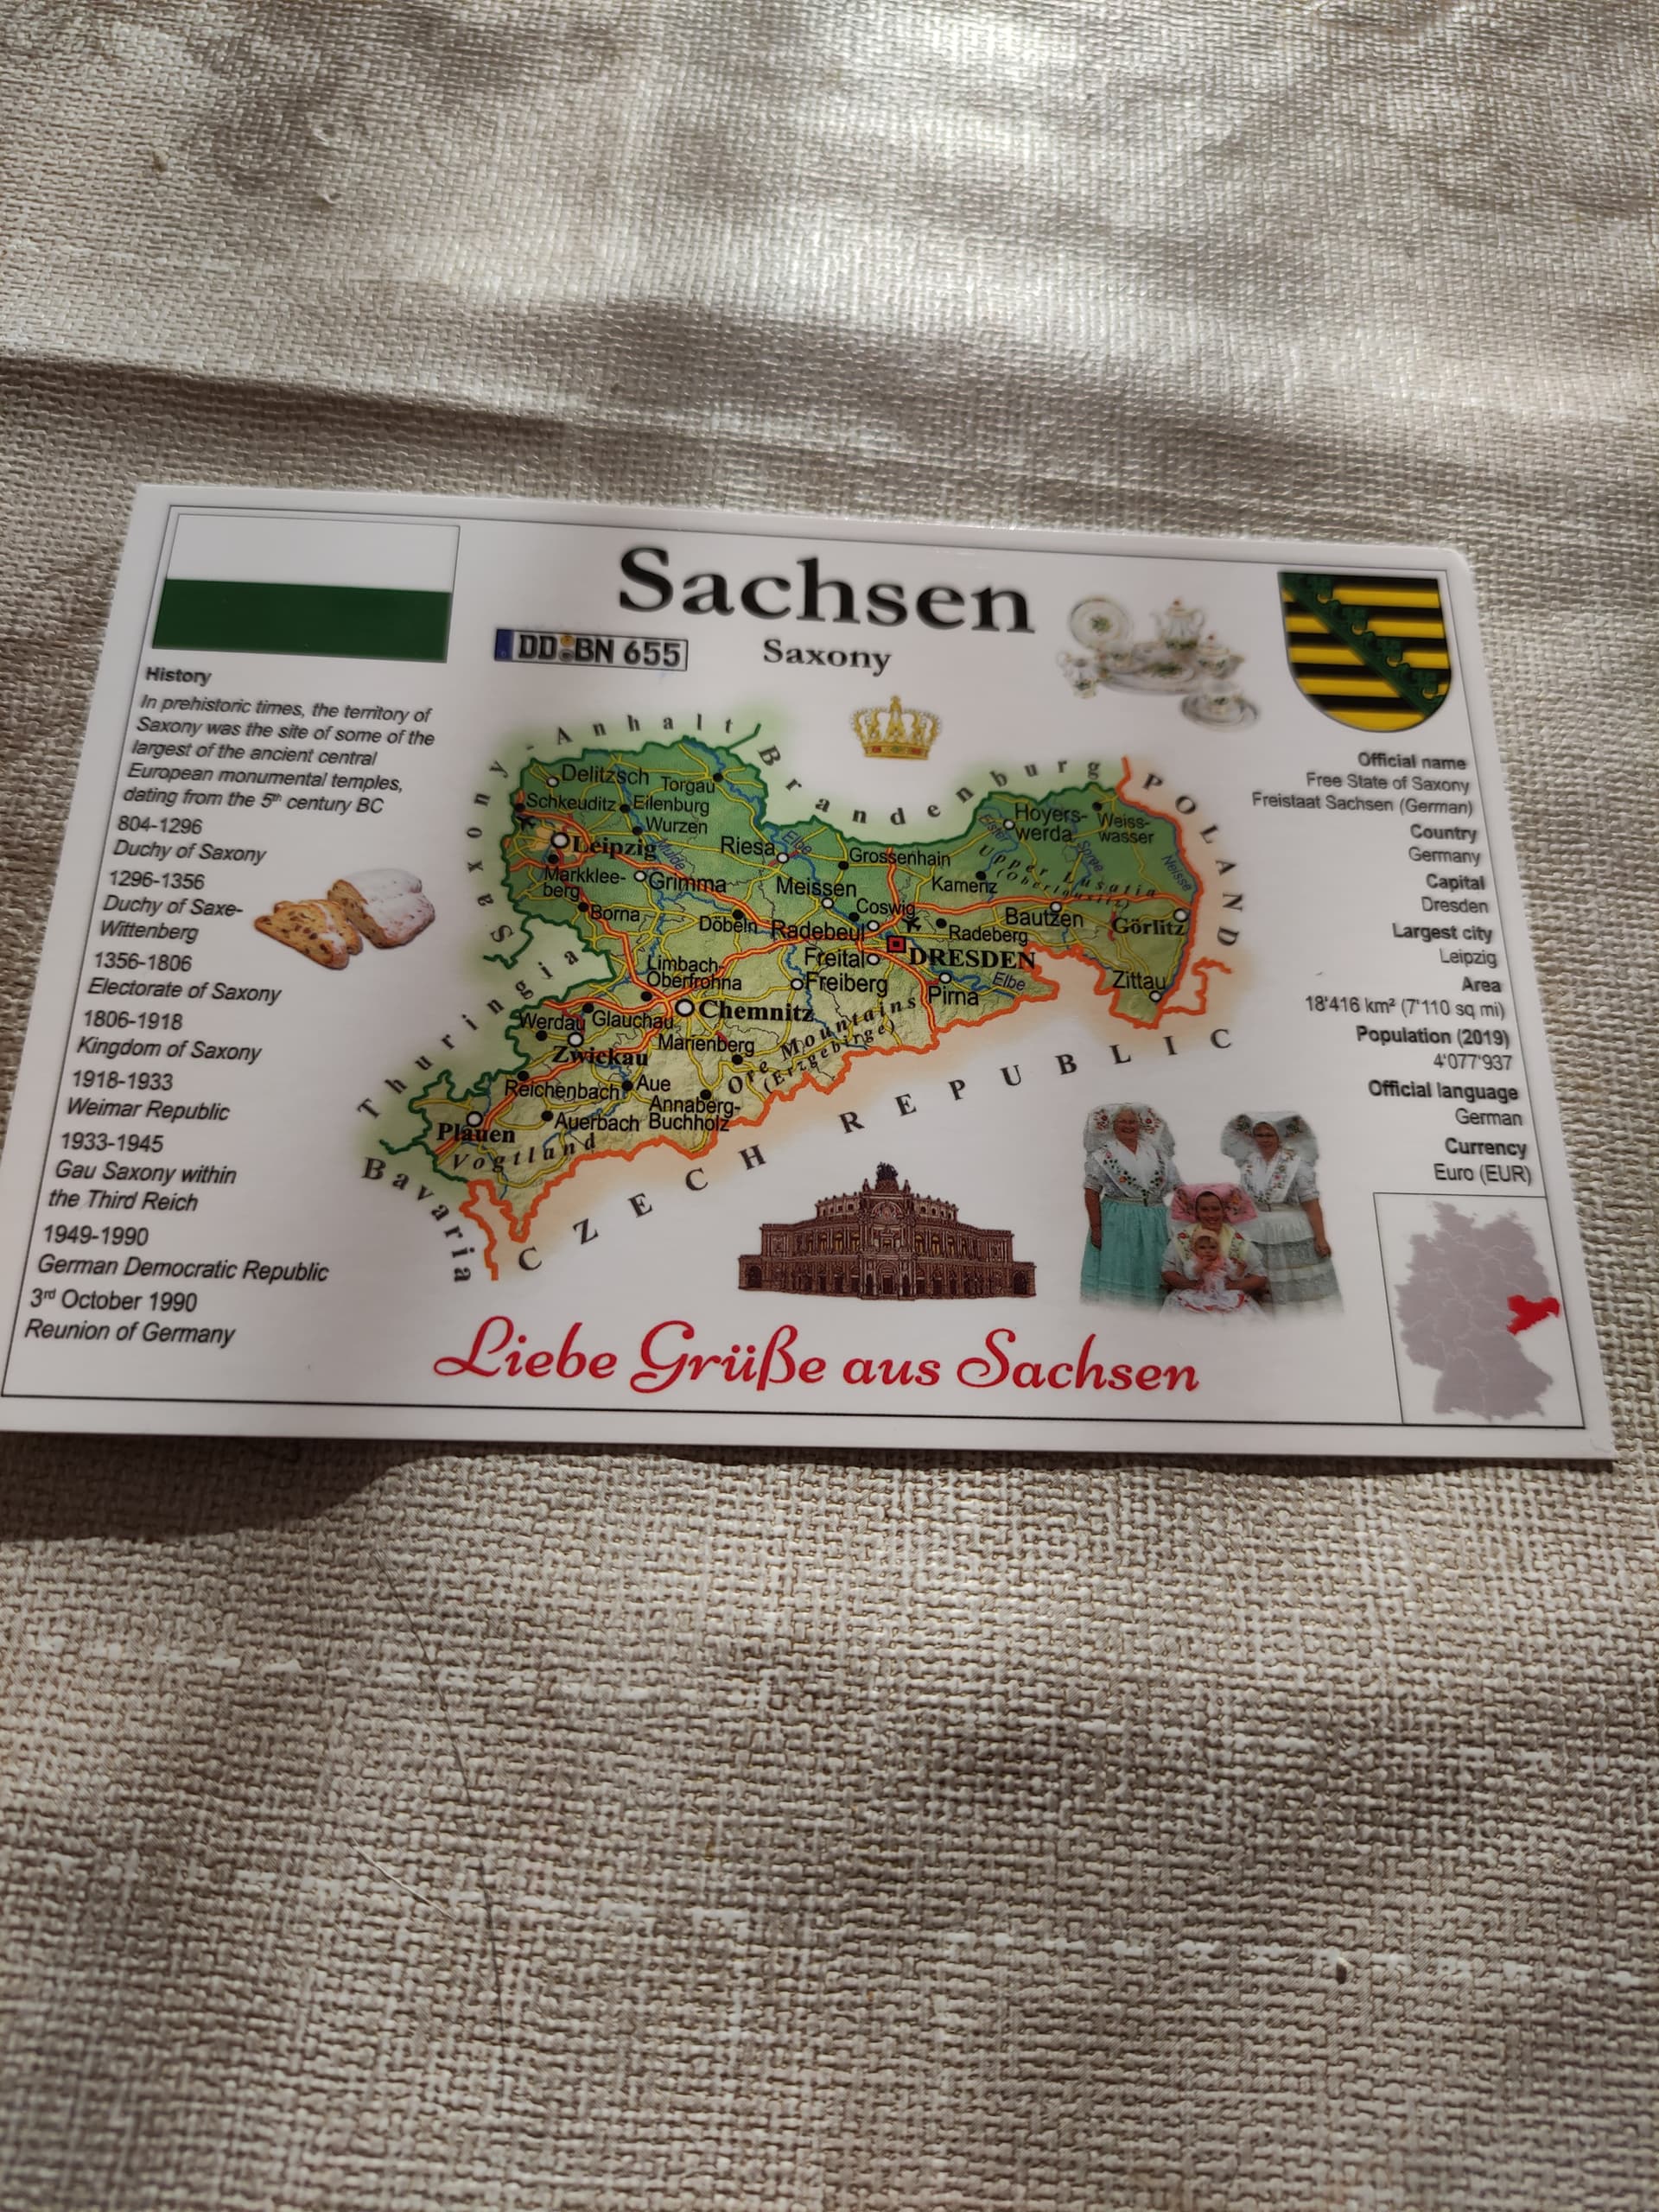 Sachsen
Saxony
DD BN 655
History
In prehistoric times, the territory of
Saxony was the site of some of the
largest of the ancient central
European monumental temples,
dating from the 5th century BC
804-1296
Duchy of Saxony
1296-1356
Duchy of Saxe-
Wittenberg
1356-1806
Electorate of Saxony
1806-1918
Kingdom of Saxony
1918-1933
Weimar Republic
1933-1945
Gau Saxony within
the Third Reich
1949-1990
German Democratic Republic
3rd October 1990
Reunion of Germany
Saxony-Anhalt
Brandenburg
POLAND
Thuringia
Bavaria
CZECH REPUBLIC
Delitzsch
Torgau
Schkeuditz
Eilenburg
Wurzen
Leipzig
Mulde
Riesa
Elbe
Grossenhain
Hoyers-
werda
Weiss-
wasser
Elster
Spree
Neisse
Upper Lusatia
(Oberlausitz)
Markklee-
berg
Grimma
Meissen
Kamenz
Borna
Döbeln
Coswig
Radebeul
Radeberg
Bautzen
Görlitz
DRESDEN
Freital
Limbach-
Oberfrohna
Freiberg
Pirna
Elbe
Zittau
Chemnitz
Werdau
Glauchau
Zwickau
Marienberg
Ore Mountains
(Erzgebirge)
Reichenbach
Aue
Annaberg-
Buchholz
Auerbach
Plauen
Vogtland
Official name
Free State of Saxony
Freistaat Sachsen (German)
Country
Germany
Capital
Dresden
Largest city
Leipzig
Area
18'416 km² (7'110 sq mi)
Population (2019)
4'077'937
Official language
German
Currency
Euro (EUR)
Liebe Grüße aus Sachsen